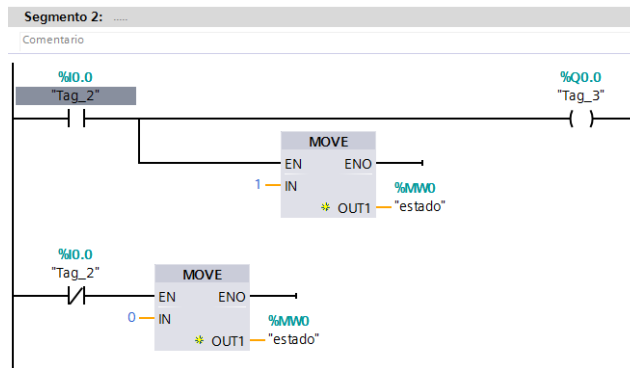 Segmento 2: .....
Comentario
%I0.0 %Q0.0
"Tag_2" "Tag_3"
MOVE
EN ENO
1 IN %MW0
OUT1 "estado"
%I0.0
"Tag_2" MOVE
EN ENO
0 IN %MW0
OUT1 "estado"